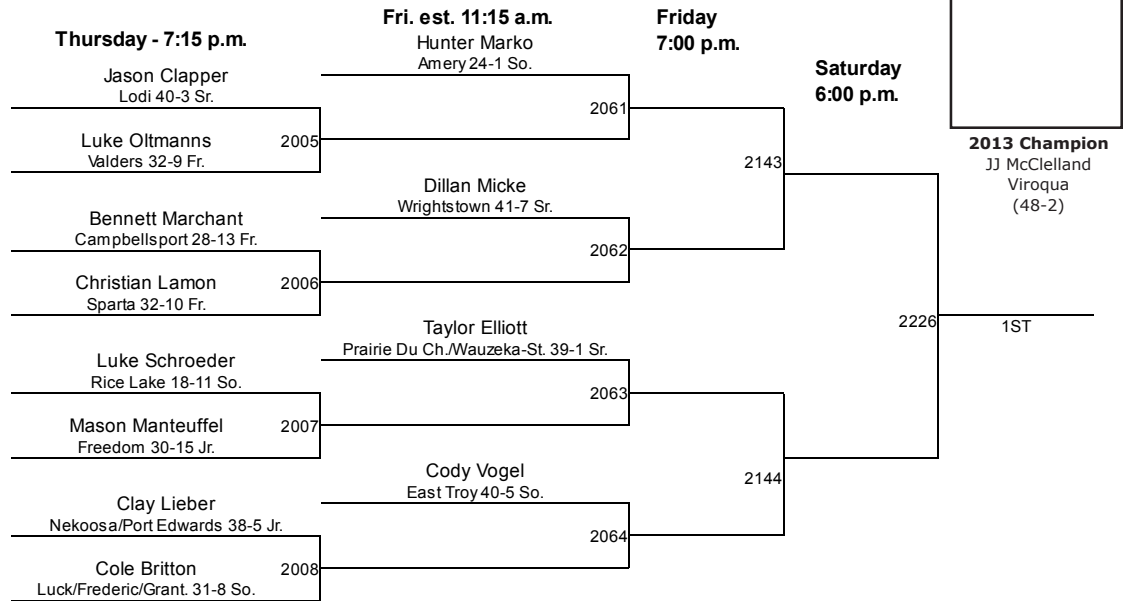 Thursday - 7:15 p.m.
Fri. est. 11:15 a.m.
Friday
7:00 p.m.
Saturday
6:00 p.m.
Jason Clapper
Lodi 40-3 Sr.
Luke Oltmanns
Valders 32-9 Fr.
2005
Bennett Marchant
Campbellsport 28-13 Fr.
Christian Lamon
Sparta 32-10 Fr.
2006
Luke Schroeder
Rice Lake 18-11 So.
Mason Manteuffel
Freedom 30-15 Jr.
2007
Clay Lieber
Nekoosa/Port Edwards 38-5 Jr.
Cole Britton
Luck/Frederic/Grant. 31-8 So.
2008
Hunter Marko
Amery 24-1 So.
2061
Dillan Micke
Wrightstown 41-7 Sr.
2062
Taylor Elliott
Prairie Du Ch./Wauzeka-St. 39-1 Sr.
2063
Cody Vogel
East Troy 40-5 So.
2064
2143
2144
2226
1ST
2013 Champion
JJ McClelland
Viroqua
(48-2)